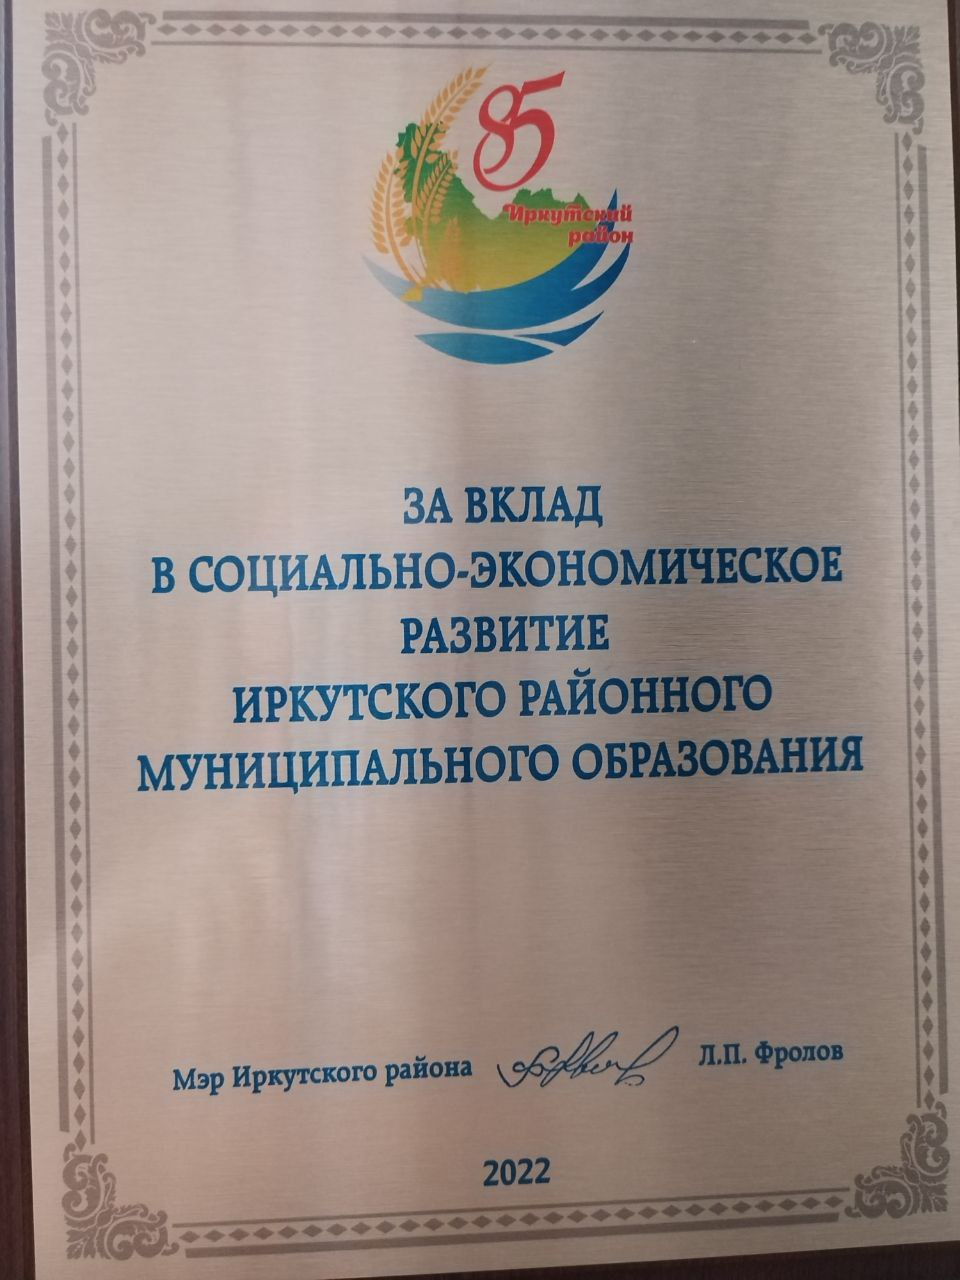 85
Иркутский
район
ЗА ВКЛАД
В СОЦИАЛЬНО-ЭКОНОМИЧЕСКОЕ
РАЗВИТИЕ
ИРКУТСКОГО РАЙОННОГО
МУНИЦИПАЛЬНОГО ОБРАЗОВАНИЯ
Мэр Иркутского района Л.П. Фролов
2022